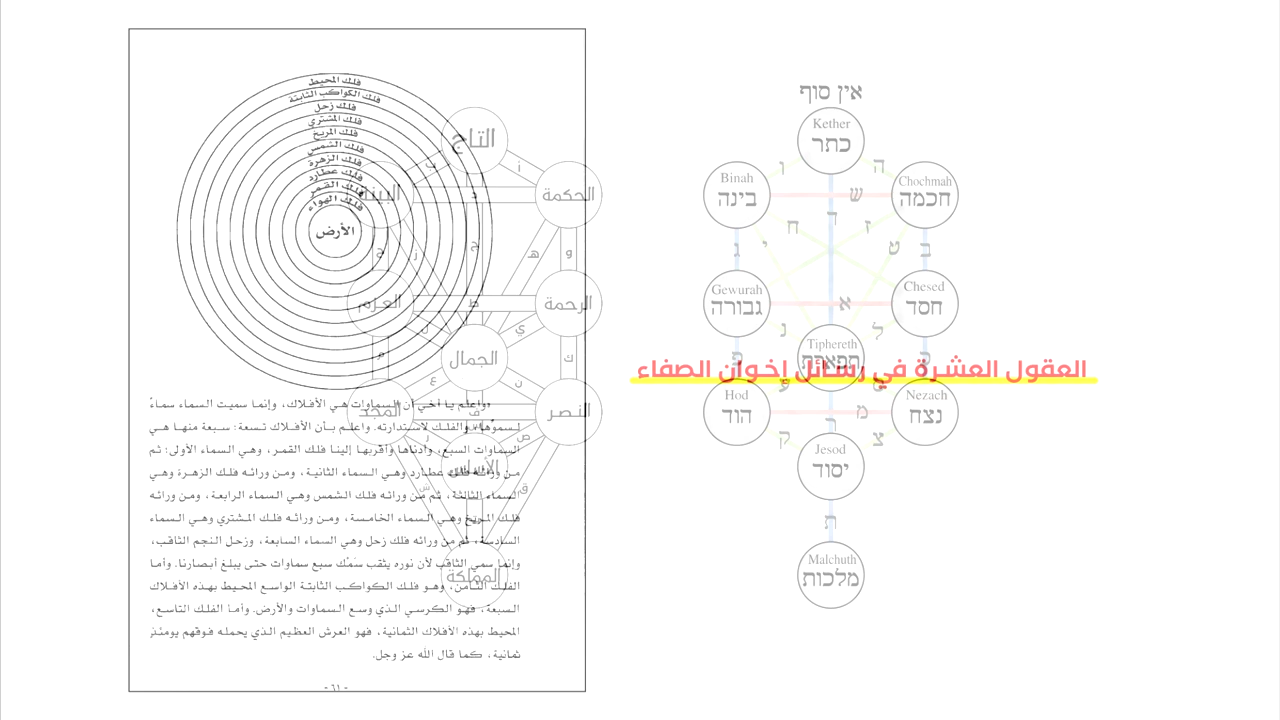 فلك المحيط
فلك الكواكب الثابتة
فلك زحل
فلك المشتري
فلك المريخ
فلك الشمس
فلك الزهرة
فلك عطارد
فلك القمر
فلك الهواء
الأرض
التاج
ب
أ
البينة
د
الحكمة
ح
ز
ج
هـ
و
العزم
ط
الرحمة
ل
ي
ك
م
الجمال
ع
ن
المجد
ف
النصر
ر
ص
الأساس
س
ق
المملكة
»واعلم يا أخي أن السماوات هي الأفلاك، وإنما سميت السماء سماءً
لسموّها، والفلك لاستدارته. واعلم بأن الأفلاك تسعة: سبعة منها هي
السماوات السبع، وأدناها وأقربها إلينا فلك القمر، وهي السماء الأولى؛ ثم
من ورائه فلك عطارد وهي السماء الثانية، ومن ورائه فلك الزهرة وهي
السماء الثالثة، ثم من ورائه فلك الشمس وهي السماء الرابعة، ومن ورائه
فلك المريخ وهي السماء الخامسة، ومن ورائه فلك المشتري وهي السماء
السادسة، ثم من ورائه فلك زحل وهي السماء السابعة، وزحل النجم الثاقب،
وإنما سمي الثاقب لأن نوره يثقب سَمْك سبع سماوات حتى يبلغ أبصارنا. وأما
الفلك الثامن، وهو فلك الكواكب الثابتة الواسع المحيط بهذه الأفلاك
السبعة، فهو الكرسي الذي وسع السماوات والأرض. وأما الفلك التاسع،
المحيط بهذه الأفلاك الثمانية، فهو العرش العظيم الذي يحمله فوقهم يومئذٍ
ثمانية، كما قال الله عز وجل.
- ٦١ -
אין סוף
Kether
כתר
ו
ה
Binah
בינה
ש
Chochmah
חכמה
ד
ח
ז
ג
י
ט
ב
Gewurah
גבורה
א
Chesed
חסד
נ
ל
Tiphereth
תפארת
פ
כ
العقول العشرة في رسائل إخوان الصفاء
Hod
הוד
מ
Nezach
נצח
ר
ק
צ
Jesod
יסוד
ת
Malchuth
מלכות